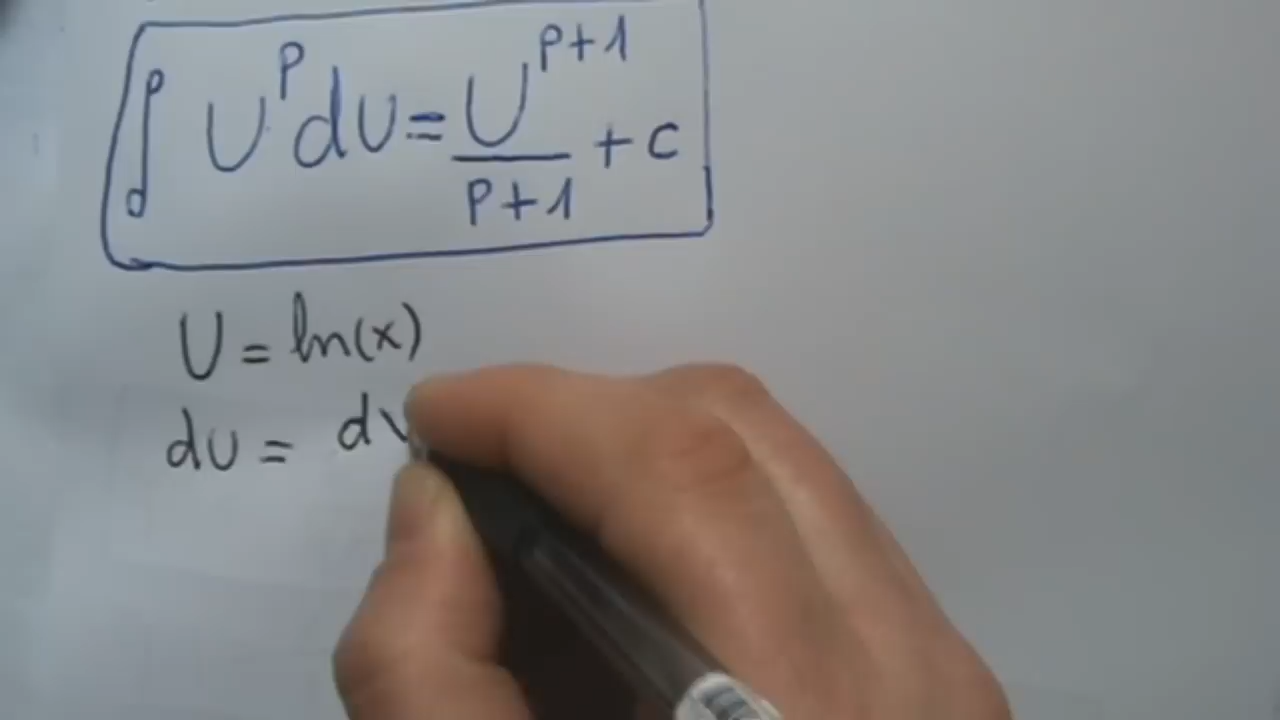 ∫ U^P dU = U^{P+1} / P+1 + c
U = ln(x)
dU = d